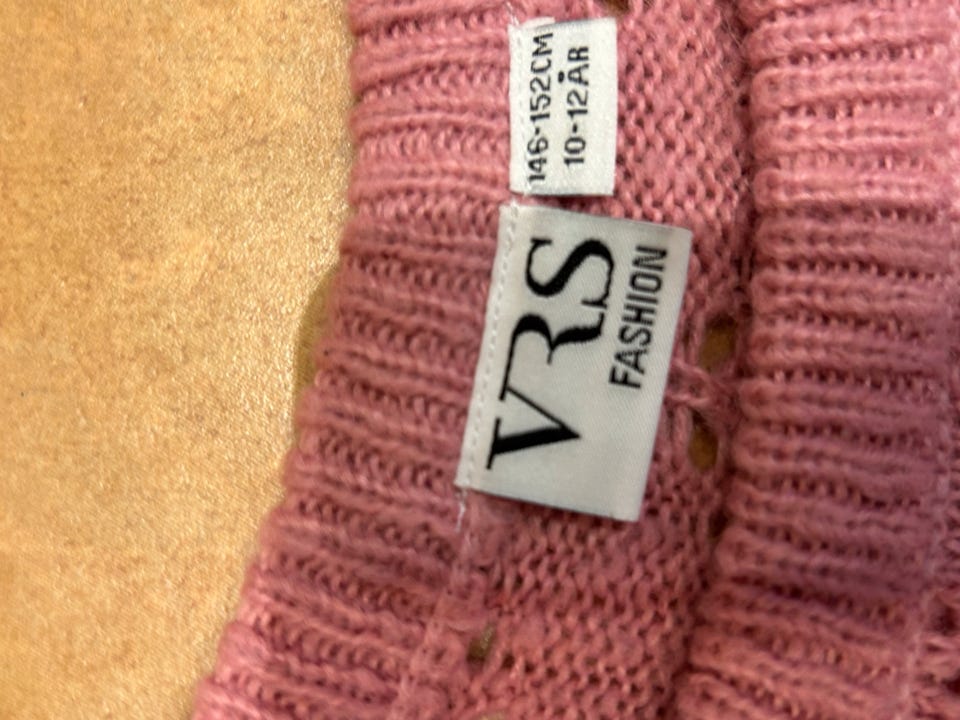 VRS
FASHION
146-152CM
10-12ÅR